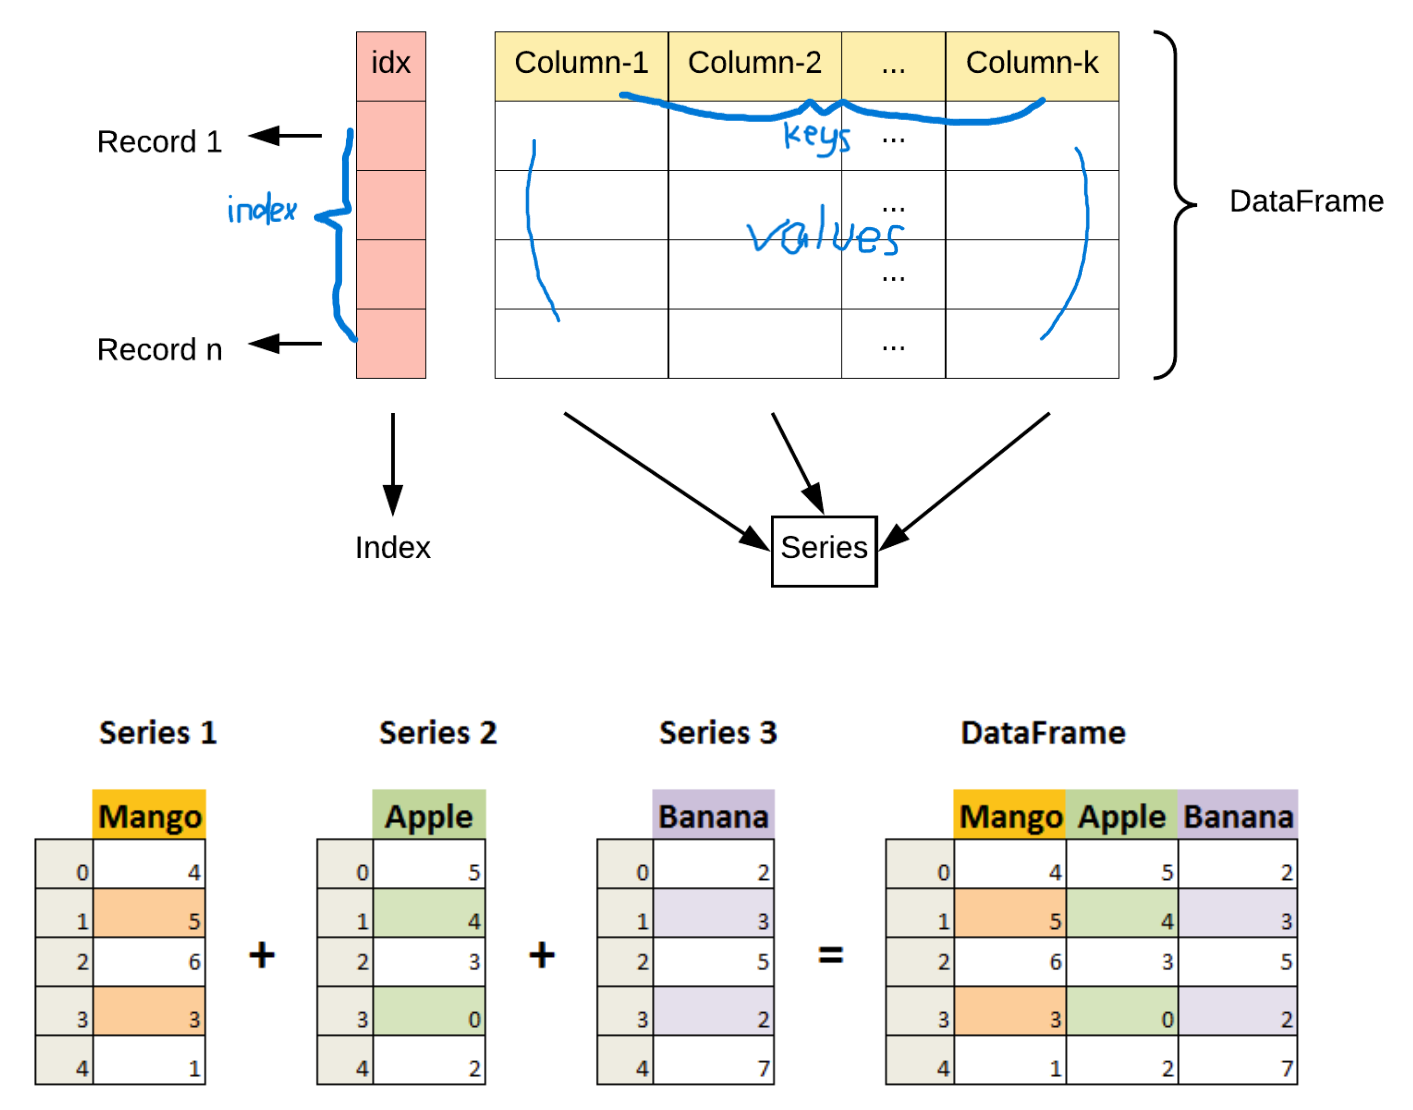 idx Column-1 Column-2 ... Column-k
Record 1 keys ...
index values ... DataFrame
...
Record n ...
Index Series
Series 1 Series 2 Series 3 DataFrame
Mango Apple Banana Mango Apple Banana
0 4 0 5 0 2 0 4 5 2
1 5 1 4 1 3 1 5 4 3
+ + =
2 6 2 3 2 5 2 6 3 5
3 3 3 0 3 2 3 3 0 2
4 1 4 2 4 7 4 1 2 7